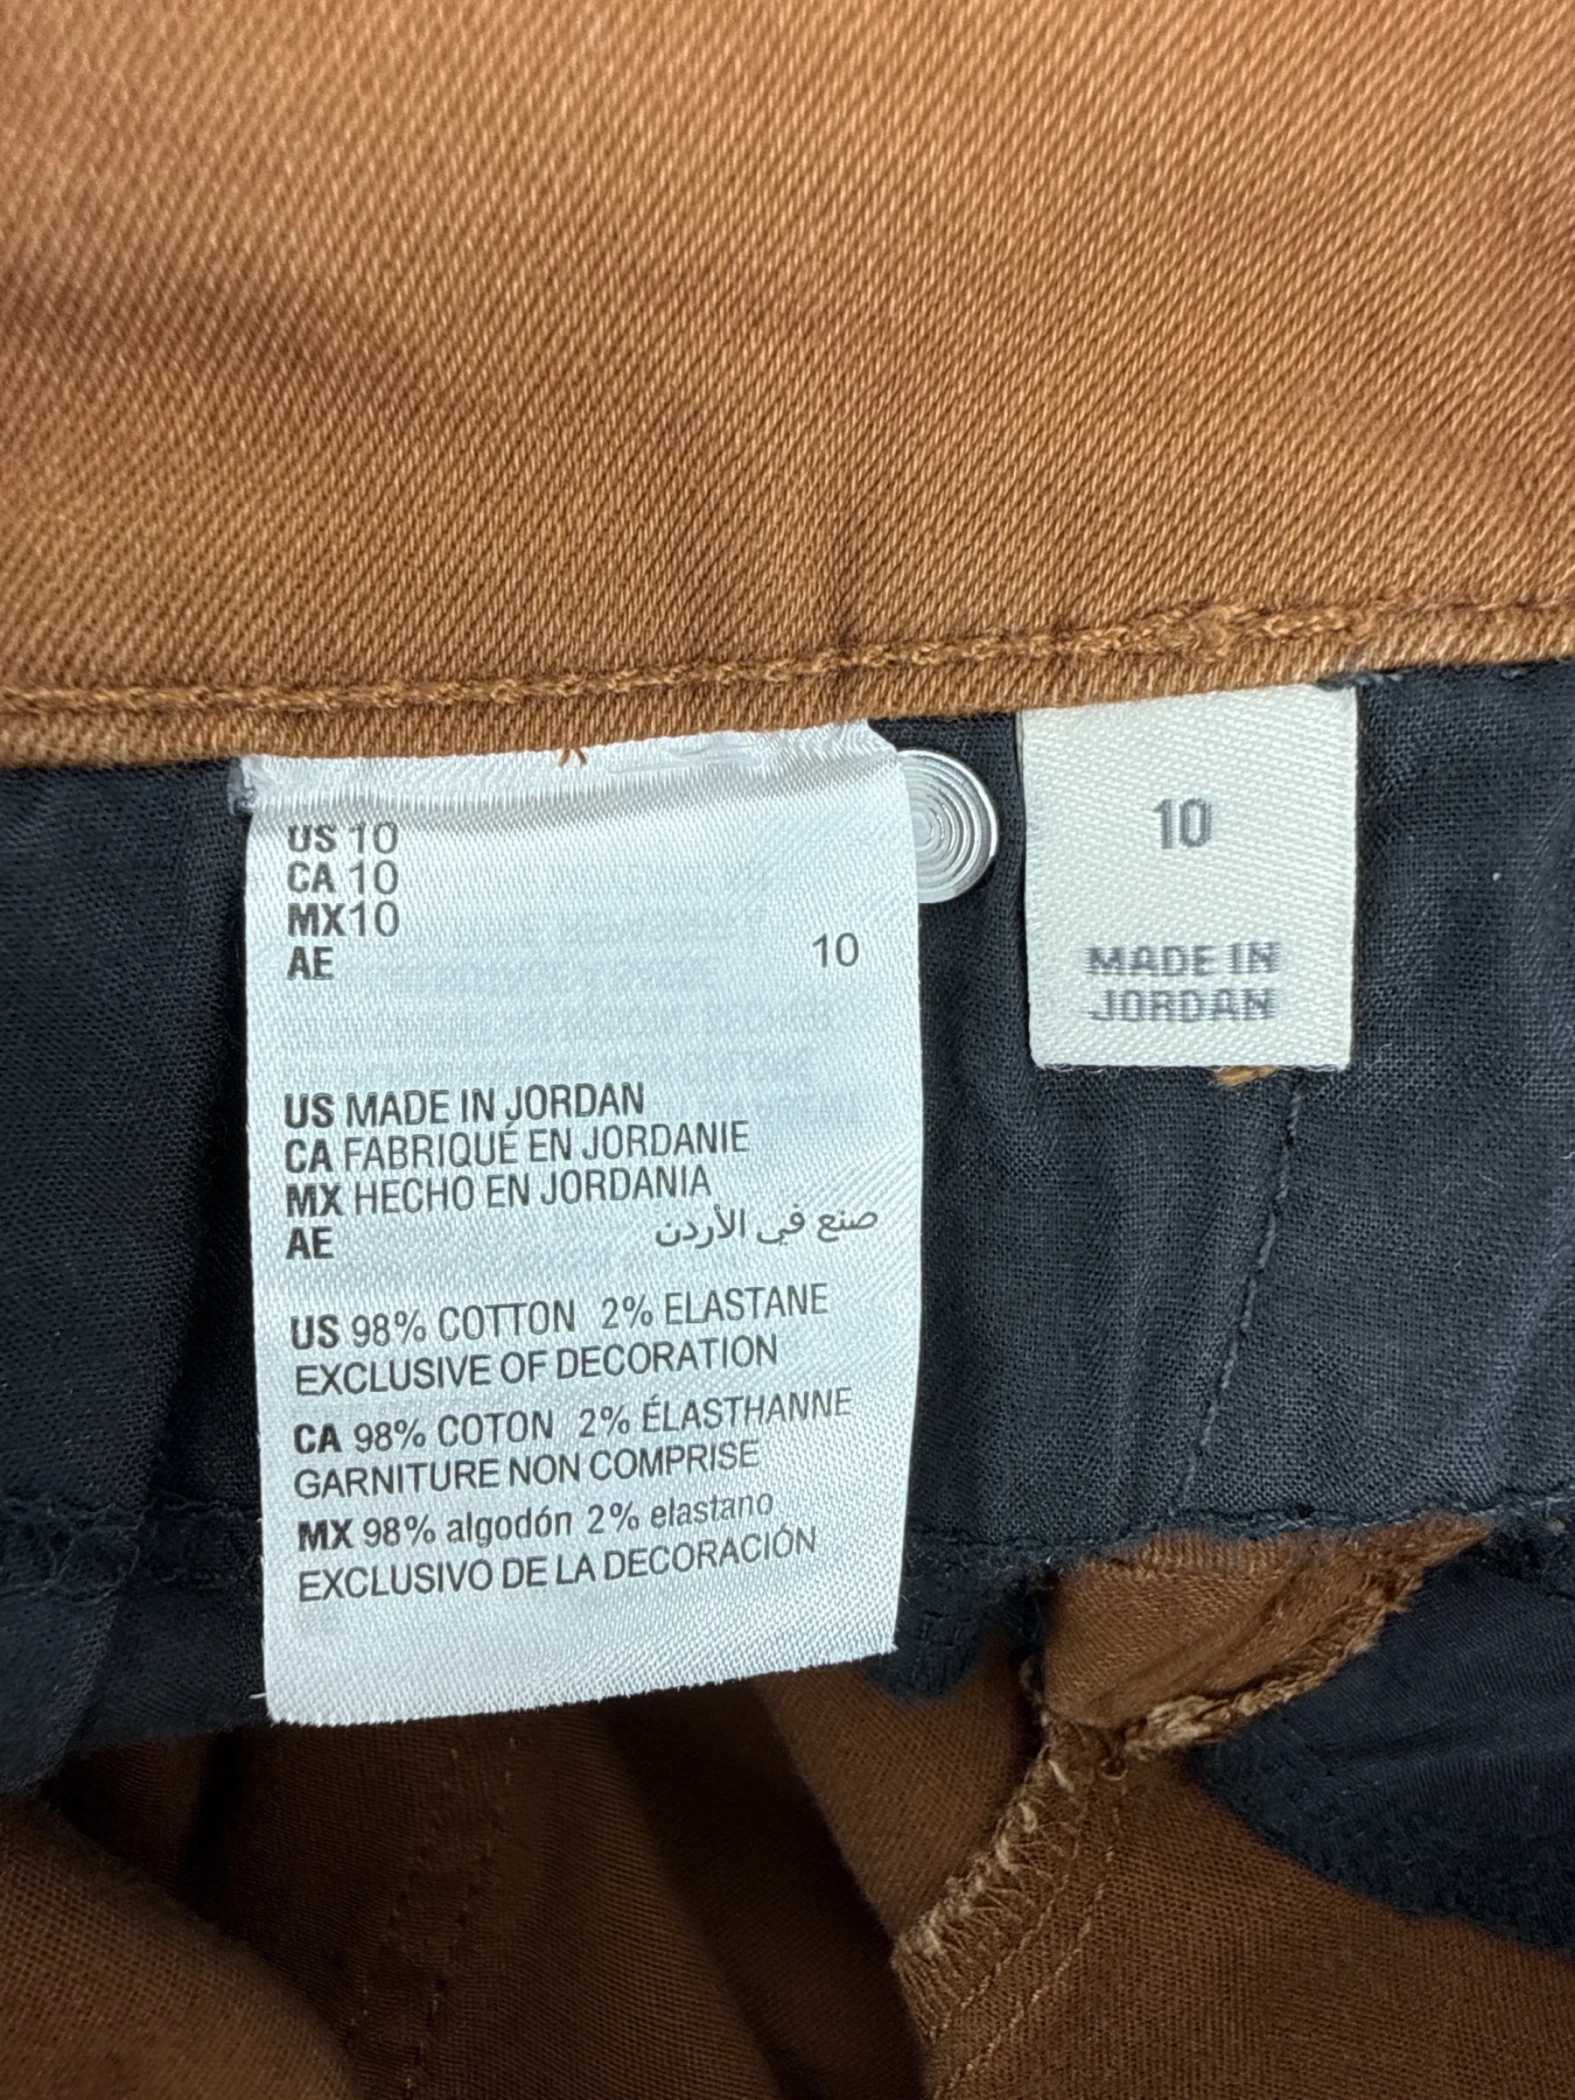 US 10
CA 10
MX10
AE 10
US MADE IN JORDAN
CA FABRIQUÉ EN JORDANIE
MX HECHO EN JORDANIA
AE صنع في الأردن
US 98% COTTON 2% ELASTANE
EXCLUSIVE OF DECORATION
CA 98% COTON 2% ÉLASTHANNE
GARNITURE NON COMPRISE
MX 98% algodón 2% elastano
EXCLUSIVO DE LA DECORACIÓN
10
MADE IN
JORDAN